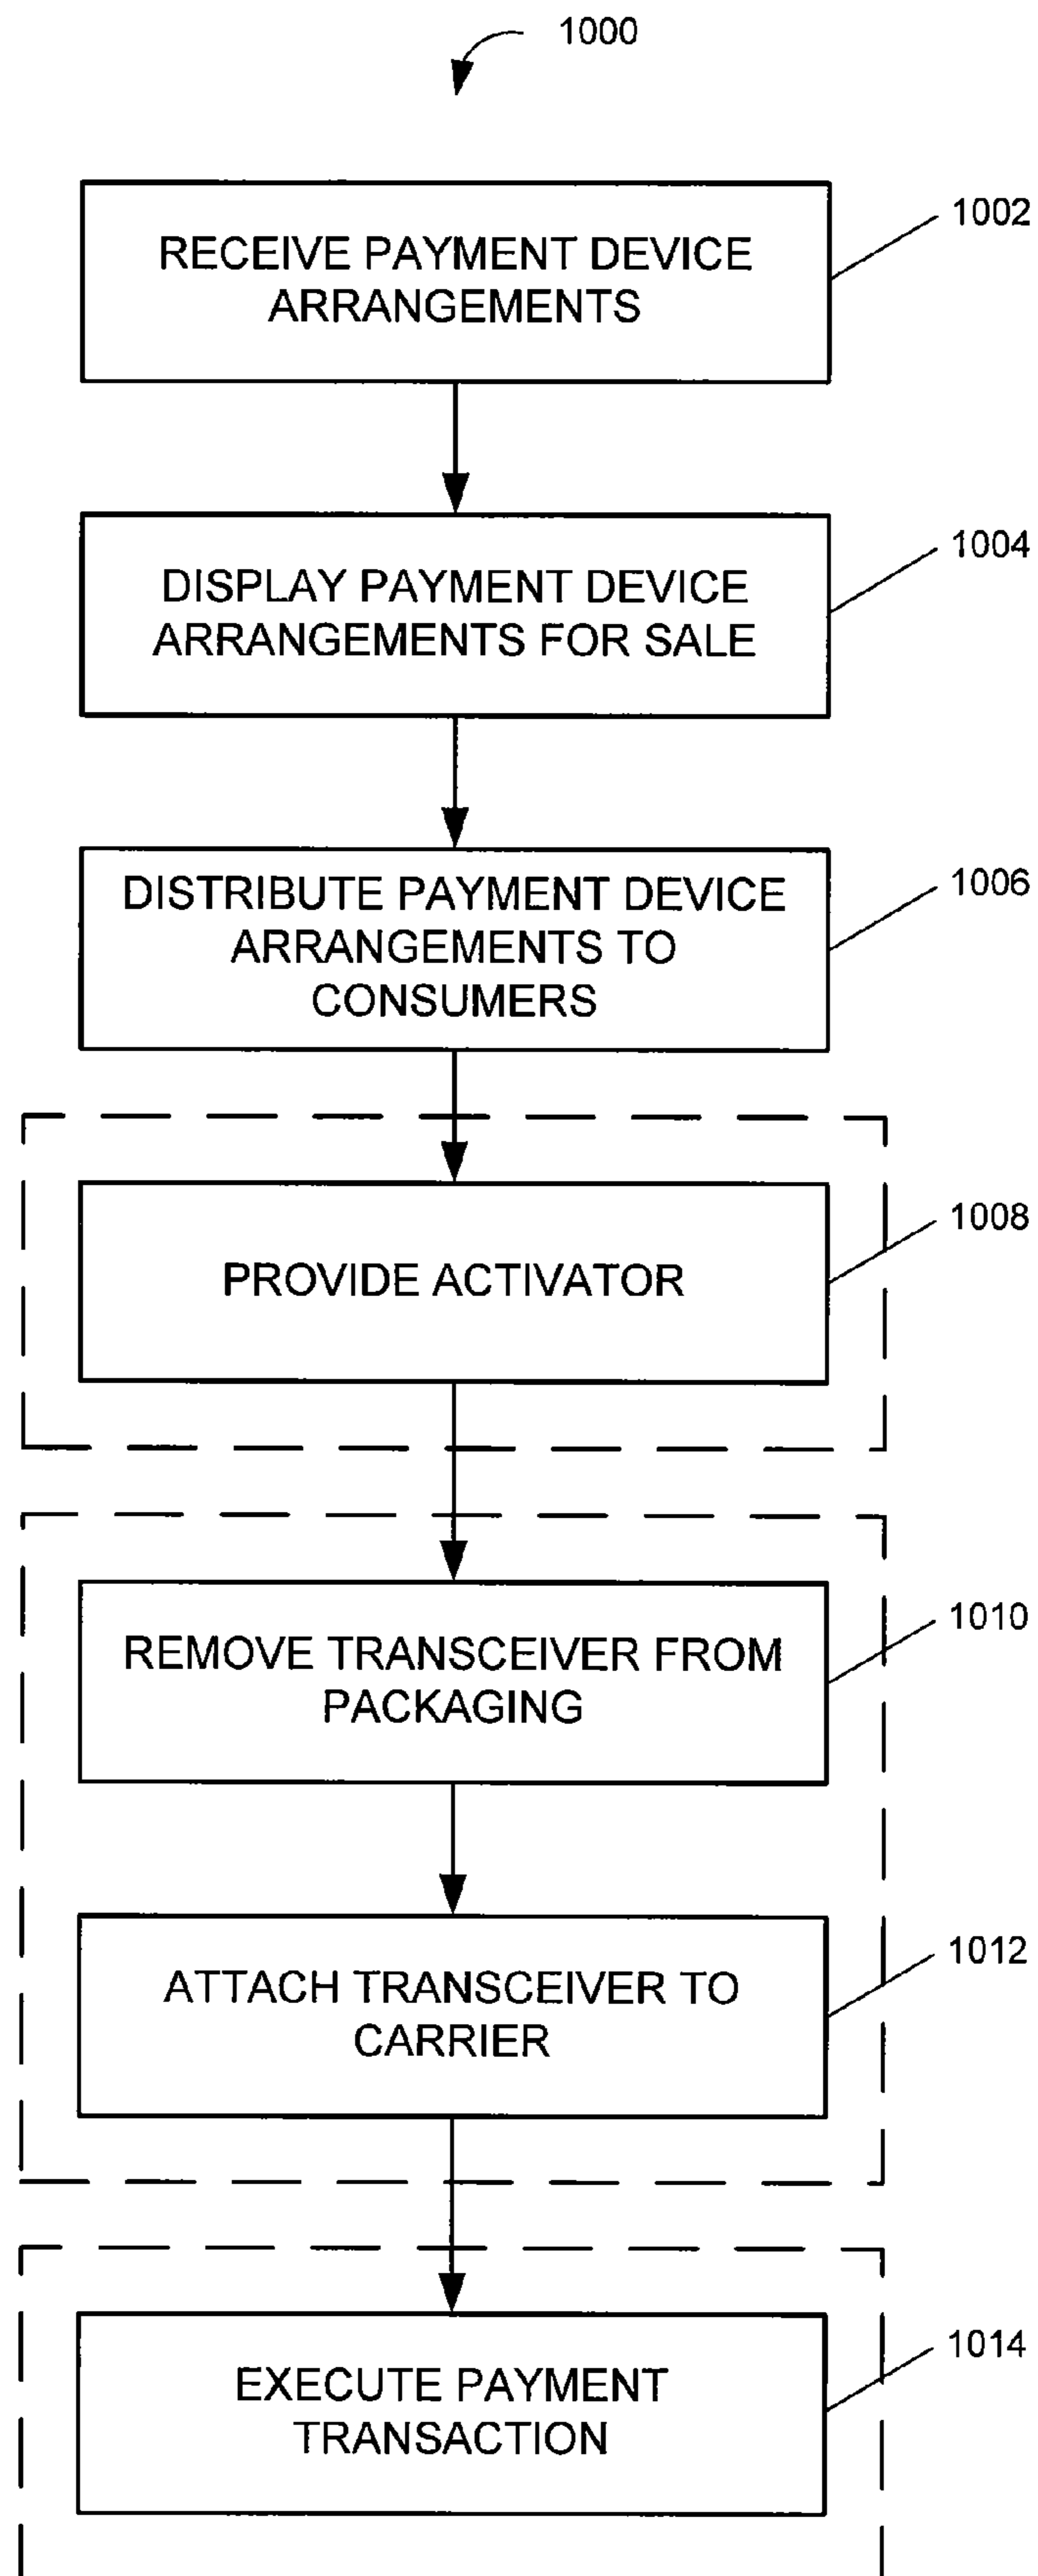 1000
RECEIVE PAYMENT DEVICE
ARRANGEMENTS
1002
DISPLAY PAYMENT DEVICE
ARRANGEMENTS FOR SALE
1004
DISTRIBUTE PAYMENT DEVICE
ARRANGEMENTS TO
CONSUMERS
1006
PROVIDE ACTIVATOR
1008
REMOVE TRANSCEIVER FROM
PACKAGING
1010
ATTACH TRANSCEIVER TO
CARRIER
1012
EXECUTE PAYMENT
TRANSACTION
1014